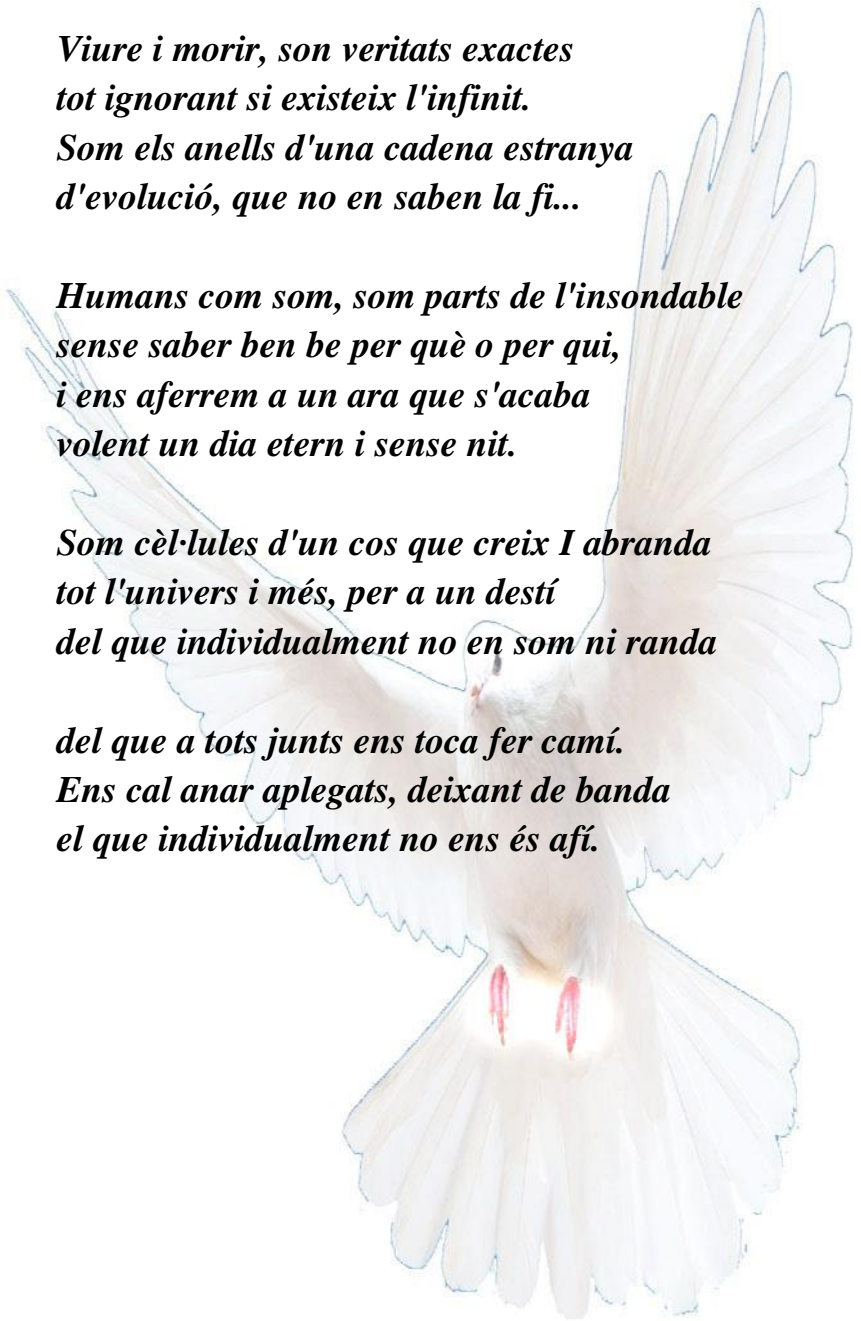 Viure i morir, son veritats exactes
tot ignorant si existeix l'infinit.
Som els anells d'una cadena estranya
d'evolució, que no en saben la fi...
Humans com som, som parts de l'insondable
sense saber ben be per què o per qui,
i ens aferrem a un ara que s'acaba
volent un dia etern i sense nit.
Som cèl·lules d'un cos que creix I abranda
tot l'univers i més, per a un destí
del que individualment no en som ni randa
del que a tots junts ens toca fer camí.
Ens cal anar aplegats, deixant de banda
el que individualment no ens és afí.